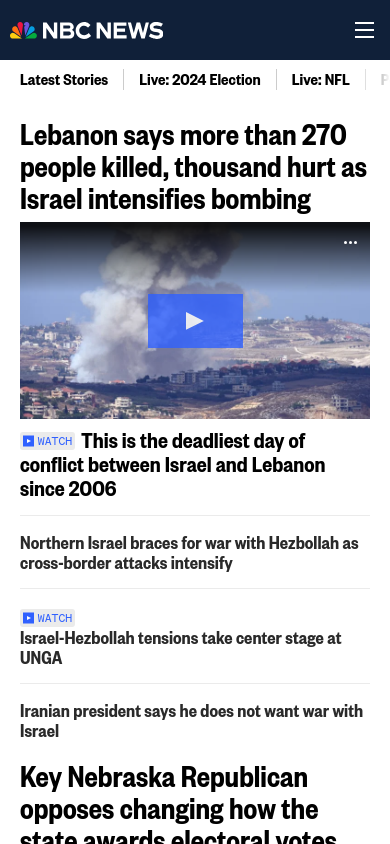 NBC NEWS
Latest Stories
Live: 2024 Election
Live: NFL
Lebanon says more than 270
people killed, thousand hurt as
Israel intensifies bombing
WATCH This is the deadliest day of
conflict between Israel and Lebanon
since 2006
Northern Israel braces for war with Hezbollah as
cross-border attacks intensify
WATCH
Israel-Hezbollah tensions take center stage at
UNGA
Iranian president says he does not want war with
Israel
Key Nebraska Republican
opposes changing how the
state awards electoral votes